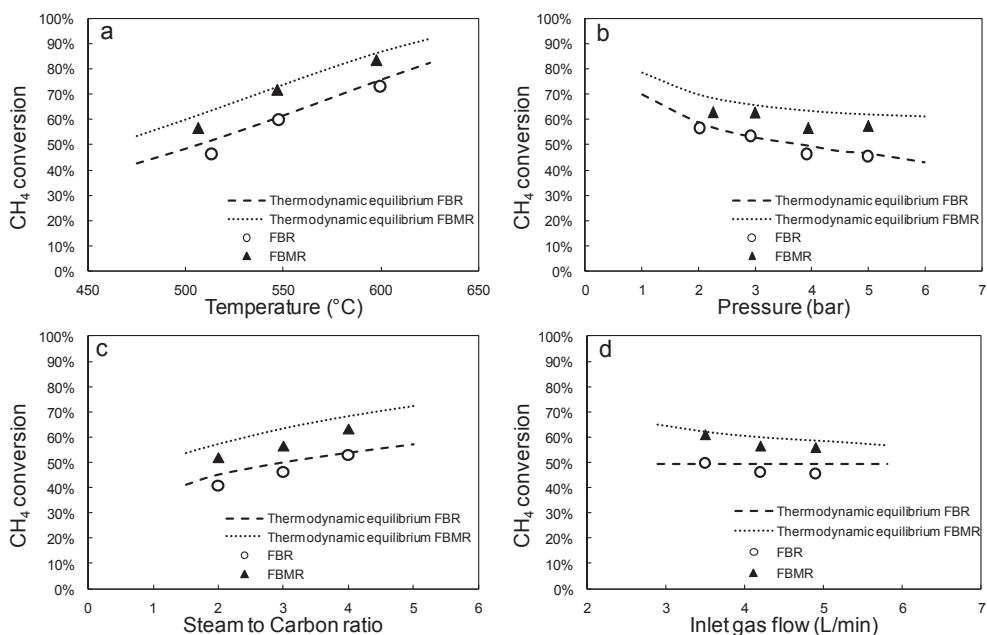 a
CH4 conversion
100%
90%
80%
70%
60%
50%
40%
30%
20%
10%
0%
Thermodynamic equilibrium FBR
Thermodynamic equilibrium FBMR
FBR
FBMR
450 500 550 600 650
Temperature (°C)
b
CH4 conversion
100%
90%
80%
70%
60%
50%
40%
30%
20%
10%
0%
Thermodynamic equilibrium FBR
Thermodynamic equilibrium FBMR
FBR
FBMR
0 1 2 3 4 5 6 7
Pressure (bar)
c
CH4 conversion
100%
90%
80%
70%
60%
50%
40%
30%
20%
10%
0%
Thermodynamic equilibrium FBR
Thermodynamic equilibrium FBMR
FBR
FBMR
0 1 2 3 4 5 6
Steam to Carbon ratio
d
CH4 conversion
100%
90%
80%
70%
60%
50%
40%
30%
20%
10%
0%
Thermodynamic equilibrium FBR
Thermodynamic equilibrium FBMR
FBR
FBMR
2 3 4 5 6 7
Inlet gas flow (L/min)